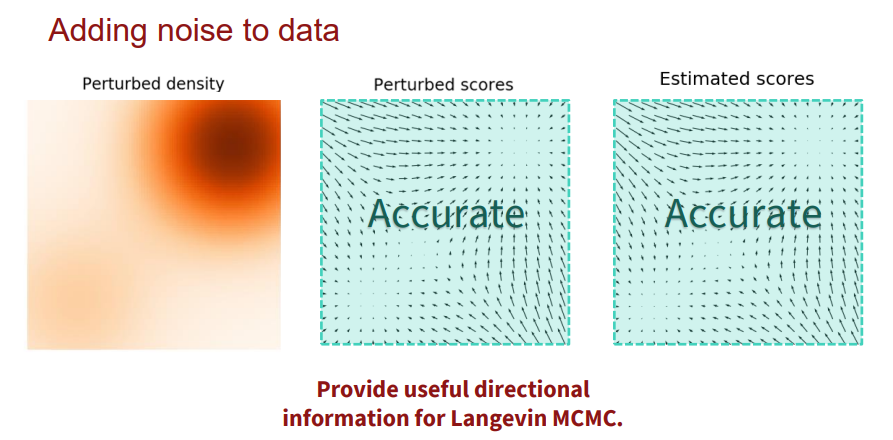 Adding noise to data
Perturbed density
Perturbed scores
Estimated scores
Accurate
Accurate
Provide useful directional
information for Langevin MCMC.